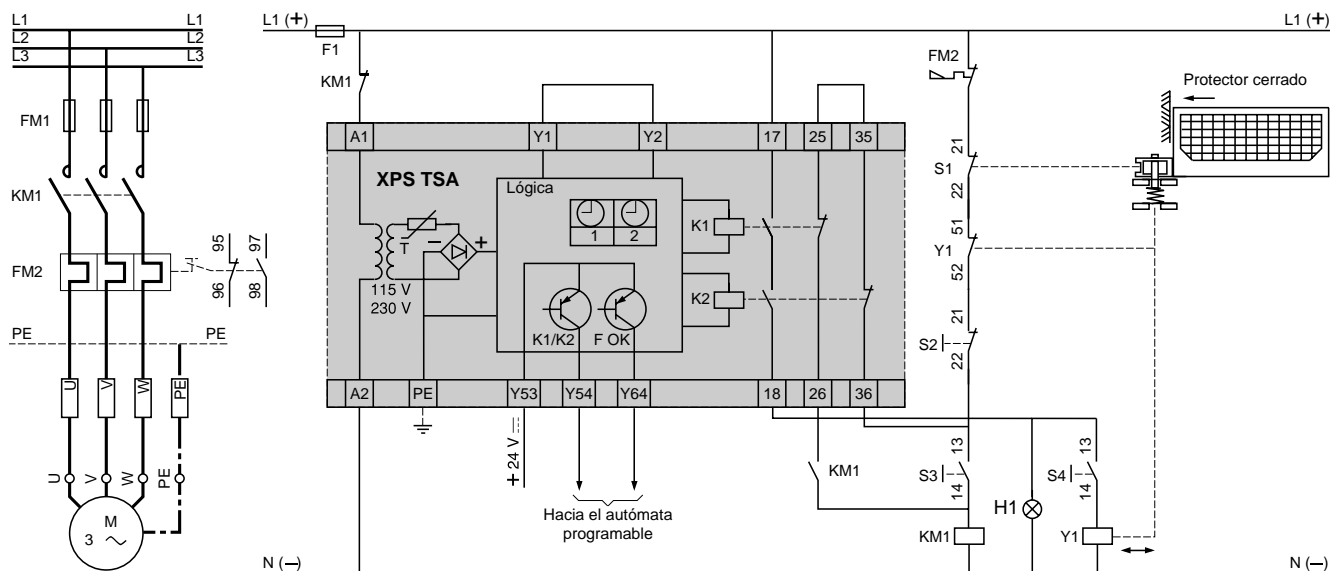 L1 L1
L2 L2
L3 L3
FM1
KM1
FM2
95 97
96 98
PE PE
U V W PE
U V W PE
M
3
L1 (+) L1 (+)
F1
KM1
A1 Y1 Y2 17 25 35
XPS TSA
Lógica
1 2
T
− +
115 V
230 V
K1
K2
K1/K2 F OK
A2 PE Y53 Y54 Y64 18 26 36
+ 24 V
Hacia el autómata
programable
KM1
FM2
Protector cerrado
21
S1
22
51
Y1
52
21
S2
22
13 13
S3 S4
14 14
H1
KM1 Y1
N (−) N (−)